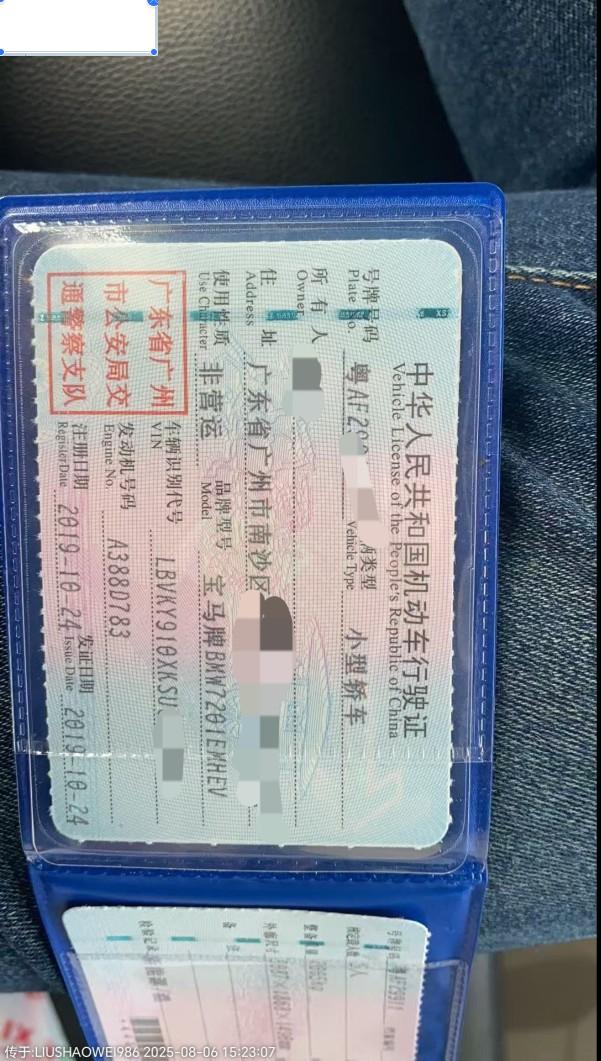 中华人民共和国机动车行驶证
Vehicle License of the People's Republic of China
号牌号码 粤AF2 类型 小型轿车
Plate No. Vehicle Type
所有人
Owner
住址 广东省广州市南沙区
Address
使用性质 非营运 品牌型号 宝马牌BMW7201EMHEV
Use Character Model
广东省广州
市公安局交
通警察支队
车辆识别代号 LBVKY910XKSU
VIN
发动机号码 A388D783
Engine No.
注册日期 2019-10-24 发证日期 2019-10-24
Register Date Issue Date
传于:LIUSHAOWEI986 2025-08-06 15:23:07